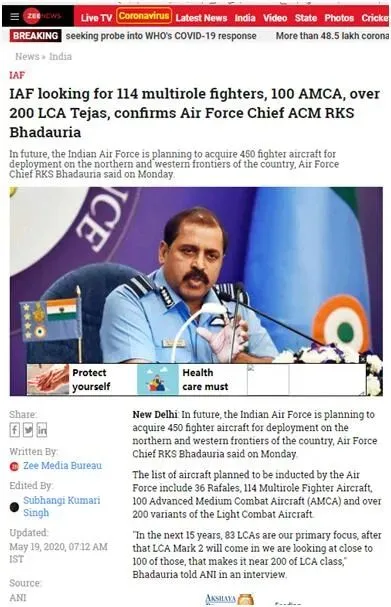 ZEENEWS Live TV Coronavirus Latest News India Video State Photos Cricket
BREAKING seeking probe into WHO's COVID-19 response More than 48.5 lakh corona
News » India
IAF
IAF looking for 114 multirole fighters, 100 AMCA, over
200 LCA Tejas, confirms Air Force Chief ACM RKS
Bhadauria
In future, the Indian Air Force is planning to acquire 450 fighter aircraft for
deployment on the northern and western frontiers of the country, Air Force
Chief RKS Bhadauria said on Monday.
Protect
yourself
Health
care must
Share:
Written By:
Zee Media Bureau
Edited By:
Subhangi Kumari
Singh
Updated:
May 19, 2020, 07:12 AM
IST
Source:
ANI
New Delhi: In future, the Indian Air Force is planning to
acquire 450 fighter aircraft for deployment on the
northern and western frontiers of the country, Air Force
Chief RKS Bhadauria said on Monday.
The list of aircraft planned to be inducted by the Air
Force include 36 Rafales, 114 Multirole Fighter Aircraft,
100 Advanced Medium Combat Aircraft (AMCA) and over
200 variants of the Light Combat Aircraft.
"In the next 15 years, 83 LCAs are our primary focus, after
that LCA Mark 2 will come in we are looking at close to
100 of those, that makes it near 200 of LCA class,"
Bhadauria told ANI in an interview.